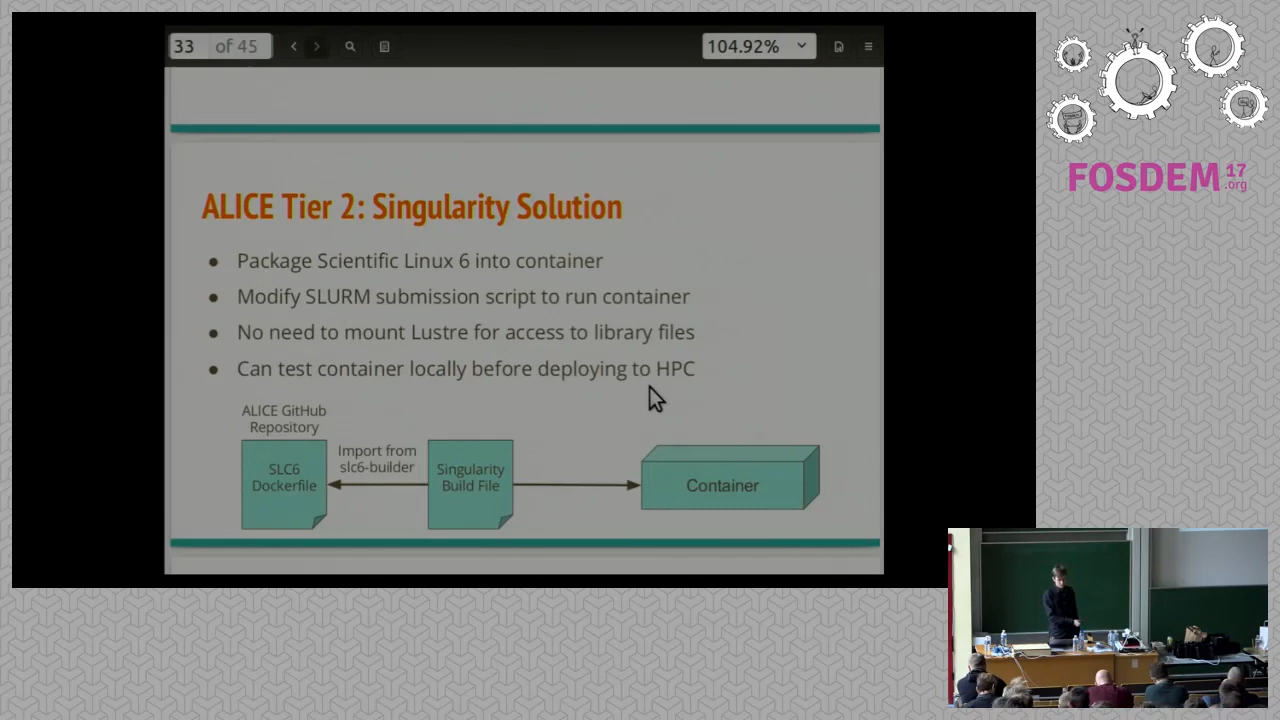 33 of 45
104.92%
FOSDEM 17
.org
ALICE Tier 2: Singularity Solution
● Package Scientific Linux 6 into container
● Modify SLURM submission script to run container
● No need to mount Lustre for access to library files
● Can test container locally before deploying to HPC
ALICE GitHub
Repository
SLC6
Dockerfile
Import from
slc6-builder
Singularity
Build File
Container